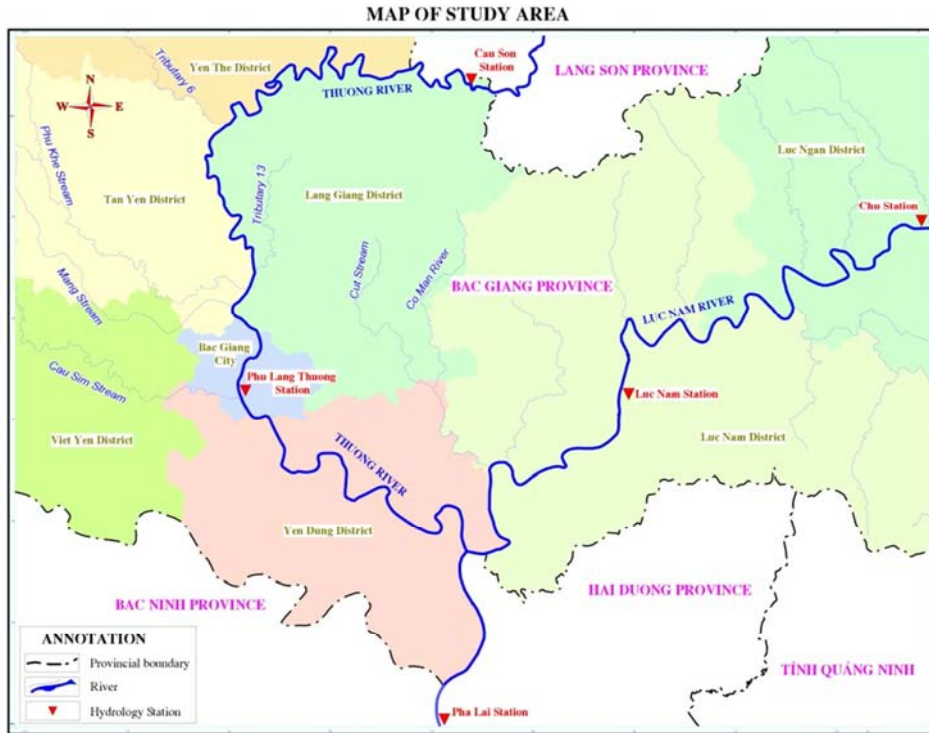 MAP OF STUDY AREA
Cau Son
Station
Yen The District
Tributary 6
LANG SON PROVINCE
THUONG RIVER
N
W E
S
Phu Khe Stream
Luc Ngan District
Tan Yen District
Tributary 13
Lang Giang District
Chu Station
Cut Stream
Co Man River
Mang Stream
BAC GIANG PROVINCE
LUC NAM RIVER
Bac Giang
City
Cau Sim Stream
Phu Lang Thuong
Station
Luc Nam Station
Viet Yen District
THUONG RIVER
Luc Nam District
Yen Dung District
BAC NINH PROVINCE
HAI DUONG PROVINCE
ANNOTATION
Provincial boundary
River
Hydrology Station
TỈNH QUẢNG NINH
Pha Lai Station